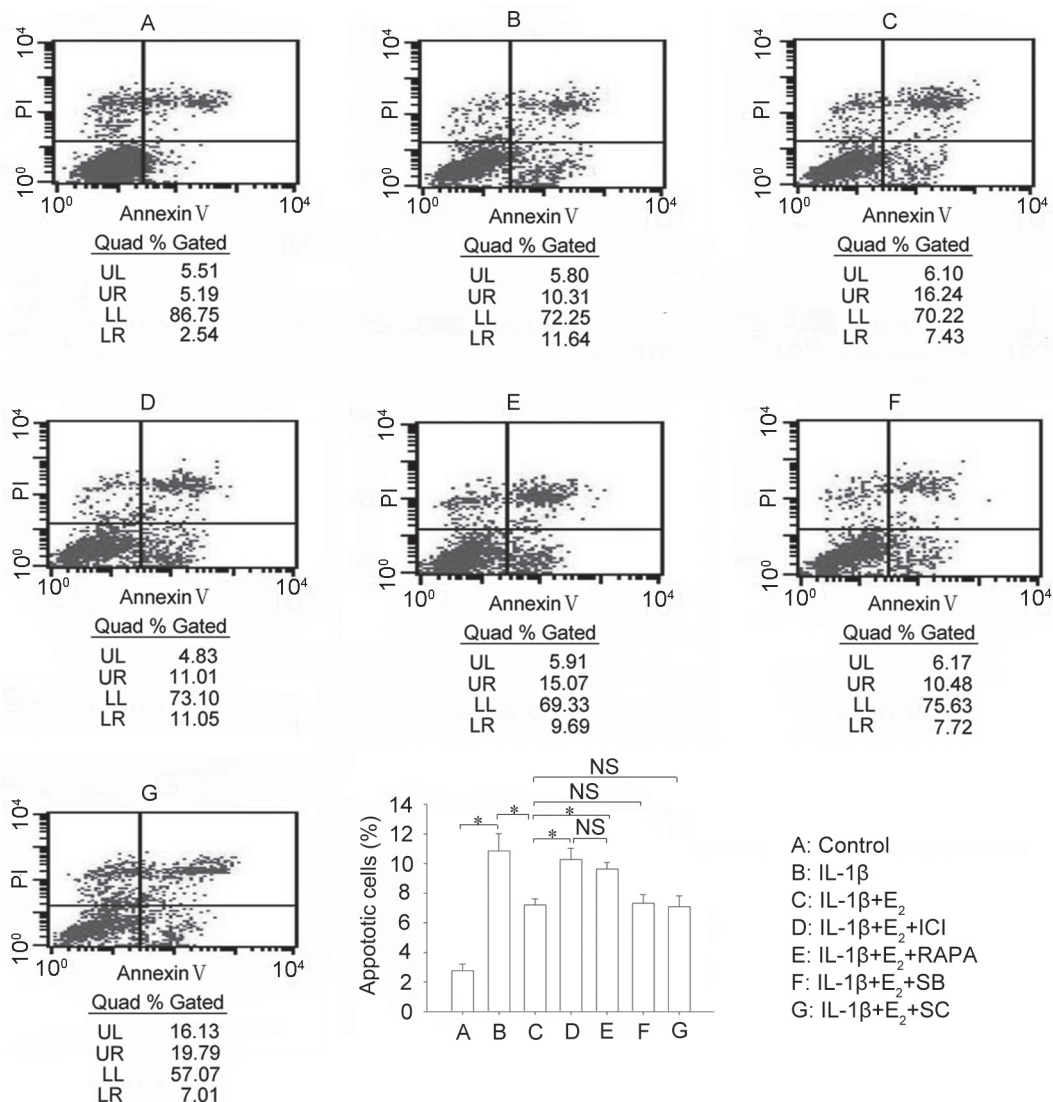 A
10⁴
PI
10⁰
10⁰
10⁴
Annexin V
Quad % Gated
UL 5.51
UR 5.19
LL 86.75
LR 2.54
B
10⁴
PI
10⁰
10⁰
10⁴
Annexin V
Quad % Gated
UL 5.80
UR 10.31
LL 72.25
LR 11.64
C
10⁴
PI
10⁰
10⁰
10⁴
Annexin V
Quad % Gated
UL 6.10
UR 16.24
LL 70.22
LR 7.43
D
10⁴
PI
10⁰
10⁰
10⁴
Annexin V
Quad % Gated
UL 4.83
UR 11.01
LL 73.10
LR 11.05
E
10⁴
PI
10⁰
10⁰
10⁴
Annexin V
Quad % Gated
UL 5.91
UR 15.07
LL 69.33
LR 9.69
F
10⁴
PI
10⁰
10⁰
10⁴
Annexin V
Quad % Gated
UL 6.17
UR 10.48
LL 75.63
LR 7.72
G
10⁴
PI
10⁰
10⁰
10⁴
Annexin V
Quad % Gated
UL 16.13
UR 19.79
LL 57.07
LR 7.01
NS
NS
* * *
* NS
Appototic cells (%)
14
12
10
8
6
4
2
0
A B C D E F G
A: Control
B: IL-1β
C: IL-1β+E₂
D: IL-1β+E₂+ICI
E: IL-1β+E₂+RAPA
F: IL-1β+E₂+SB
G: IL-1β+E₂+SC